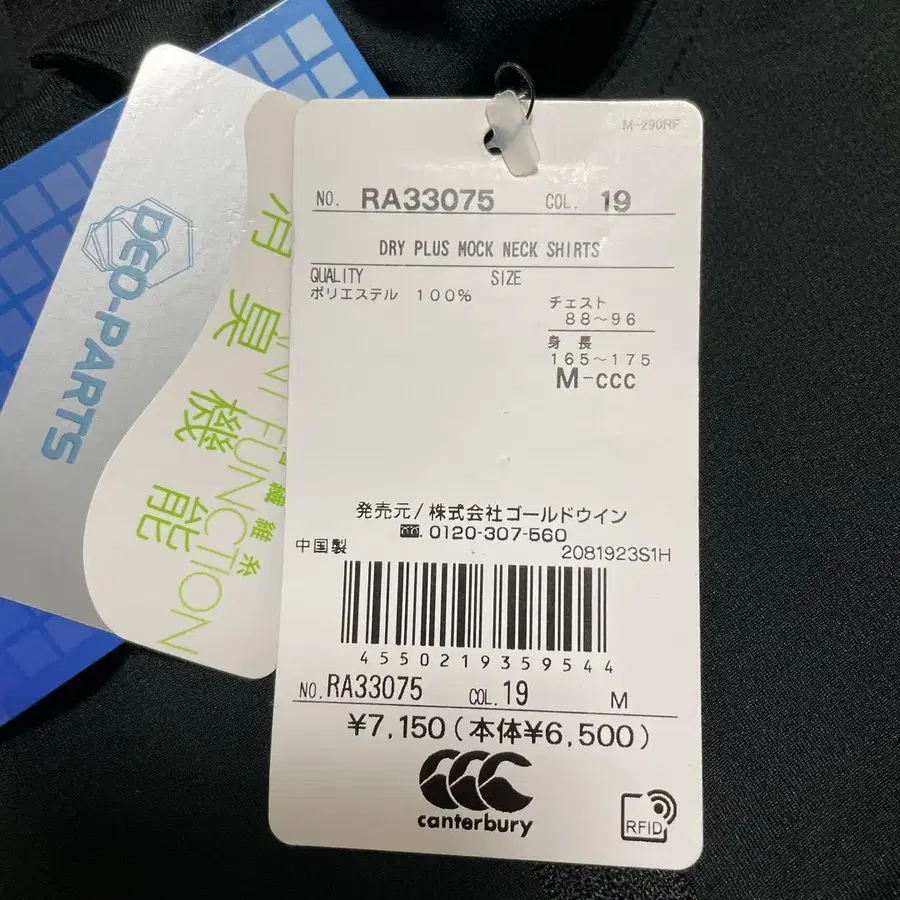 M-290RF
NO. RA33075 COL. 19
DRY PLUS MOCK NECK SHIRTS
QUALITY SIZE
ポリエステル 100%
チェスト
88~96
身長
165~175
M-CCC
発売元/株式会社ゴールドウイン
0120-307-560
中国製 2081923S1H
4550219359544
NO. RA33075 COL. 19 M
¥7,150(本体¥6,500)
canterbury
RFID
DEO-PARTS
消臭機能
FUNCTION
繊維糸